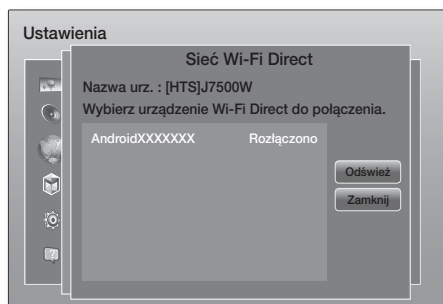 Ustawienia
Sieć Wi-Fi Direct
Nazwa urz. : [HTS]J7500W
Wybierz urządzenie Wi-Fi Direct do połączenia.
AndroidXXXXXXX Rozłączono
Odśwież
Zamknij
?